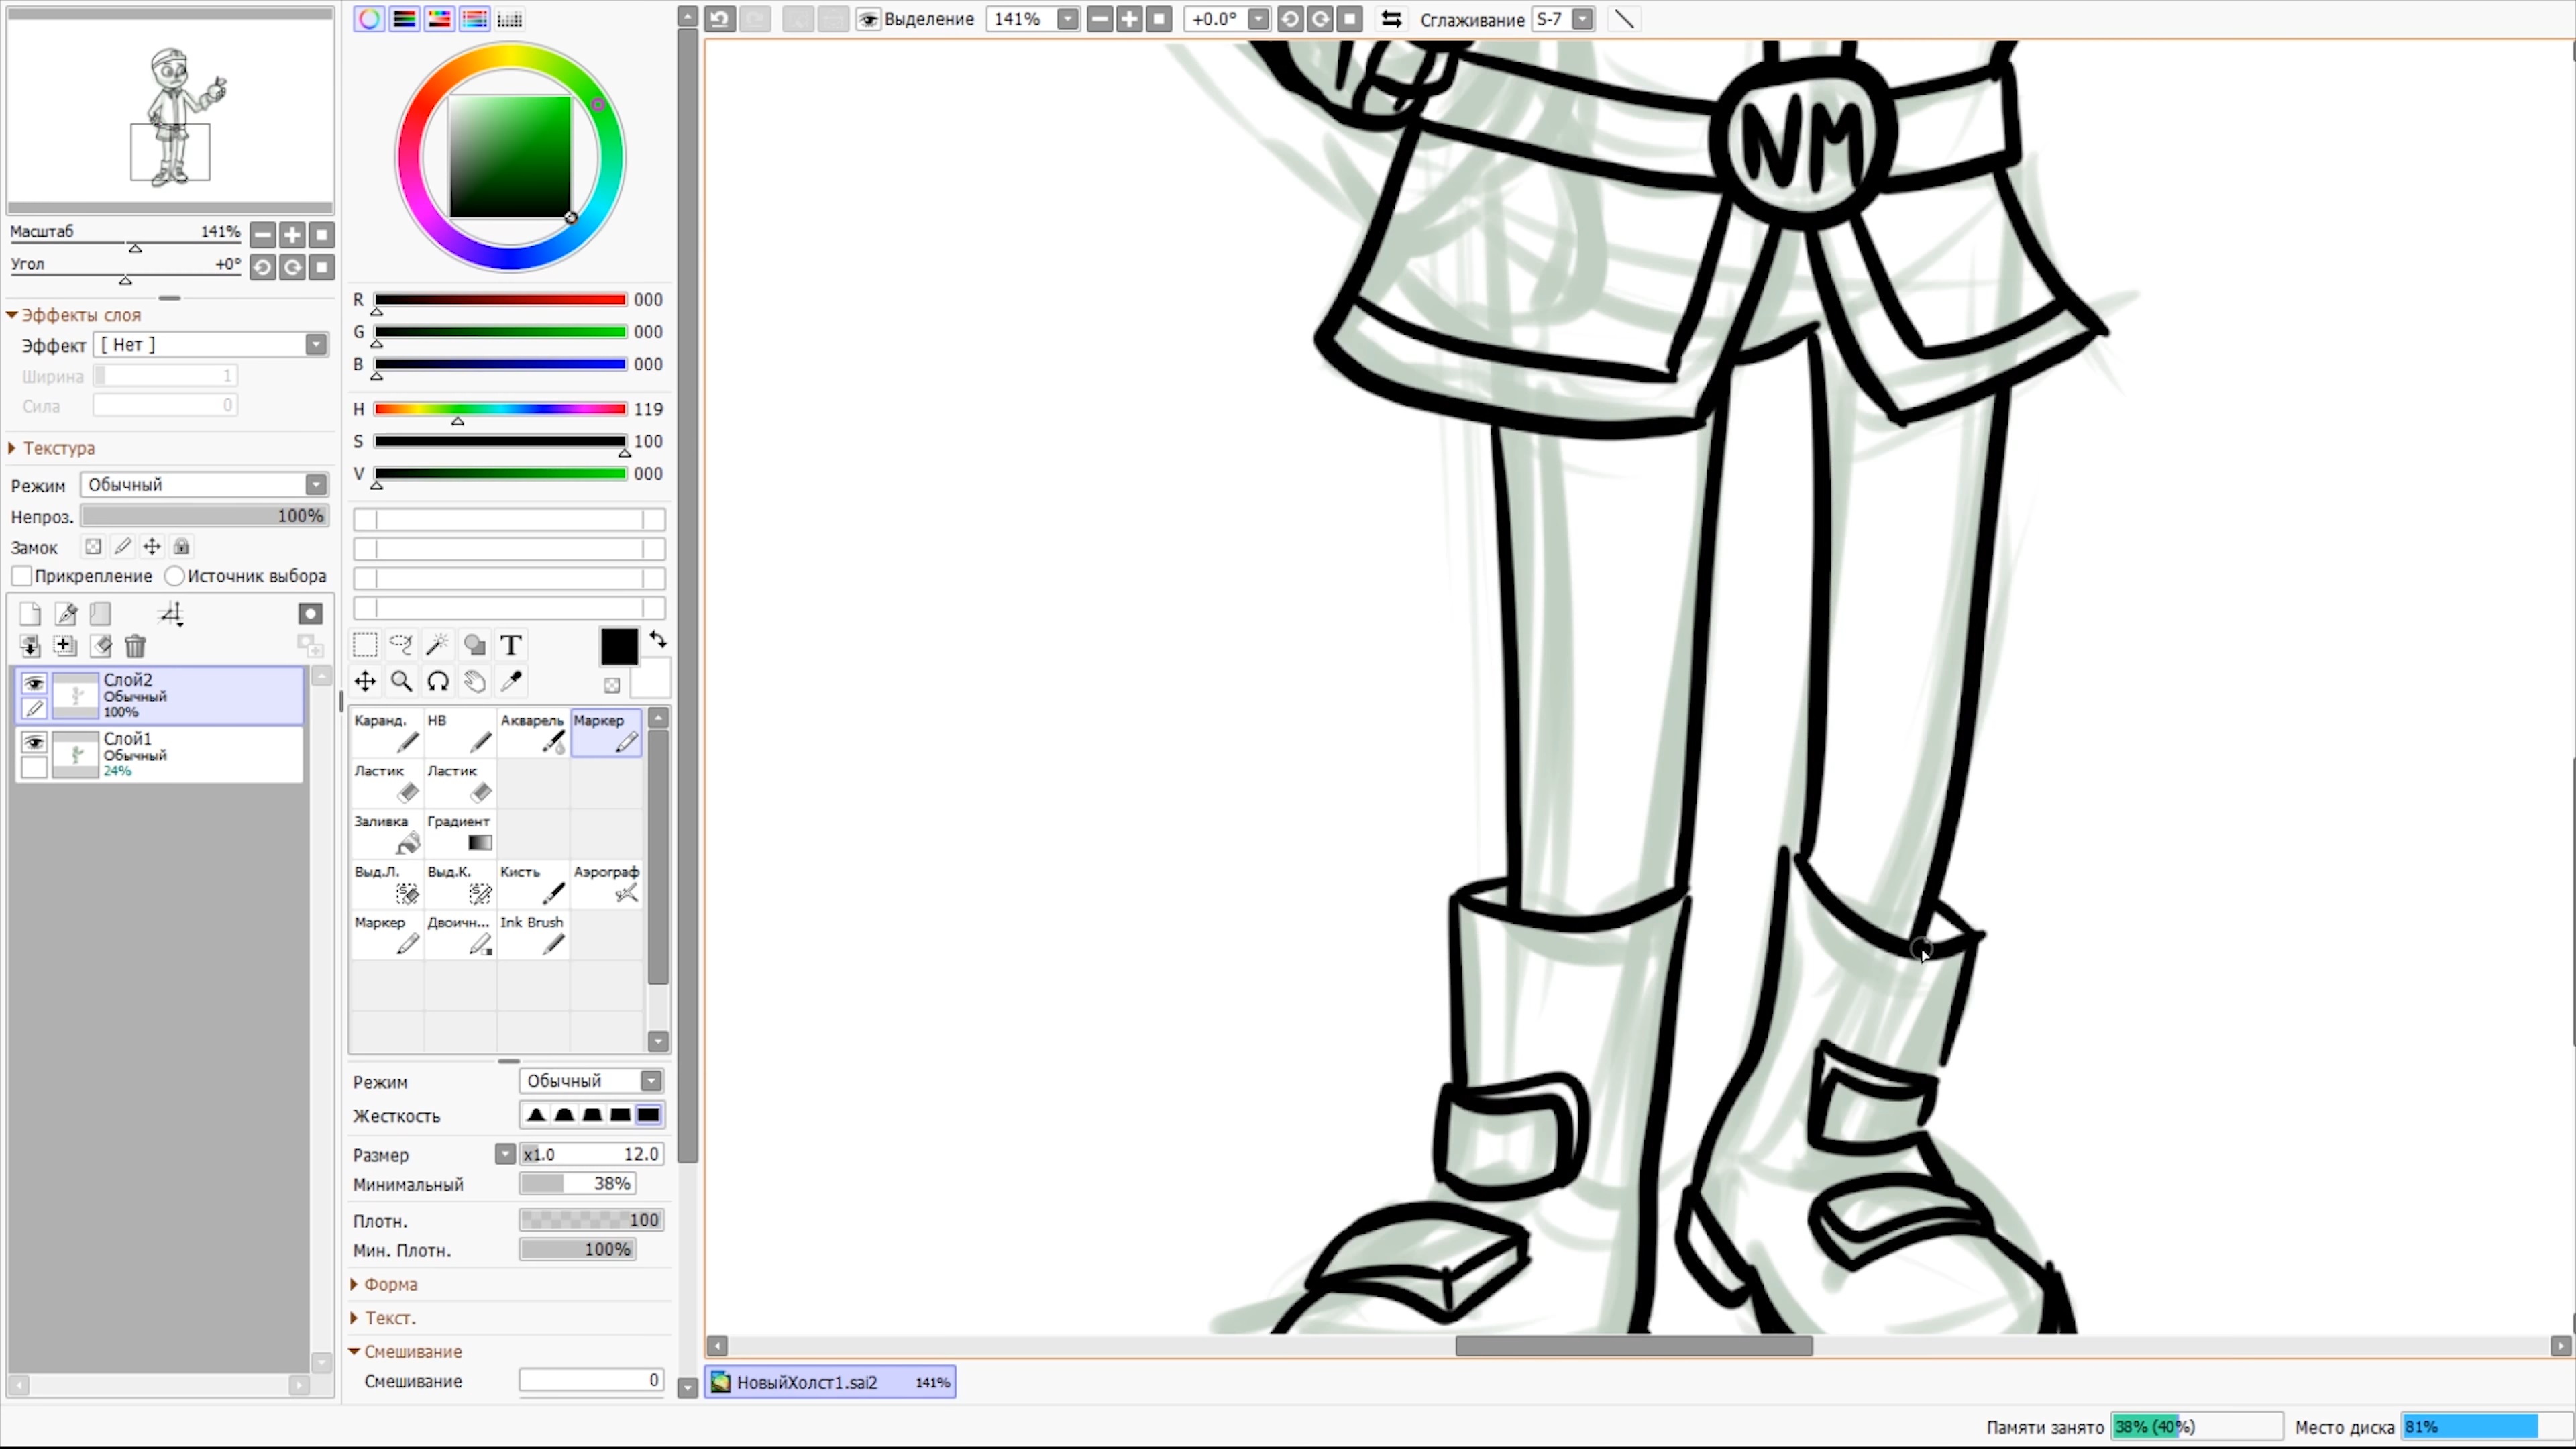 Выделение 141% +0.0° Сглаживание S-7
Масштаб 141%
Угол +0°
Эффекты слоя
Эффект [ Нет ]
Ширина 1
Сила 0
Текстура
Режим Обычный
Непроз. 100%
Замок
Прикрепление Источник выбора
Слой2
Обычный
100%
Слой1
Обычный
24%
R 000
G 000
B 000
H 119
S 100
V 000
T
Каранд. HB Акварель Маркер
Ластик Ластик
Заливка Градиент
Выд.Л. Выд.К. Кисть Аэрограф
Маркер Двоичн... Ink Brush
Режим Обычный
Жесткость
Размер x1.0 12.0
Минимальный 38%
Плотн. 100
Мин. Плотн. 100%
Форма
Текст.
Смешивание
Смешивание 0
NM
НовыйХолст1.sai2 141%
Памяти занято 38% (40%) Место диска 81%